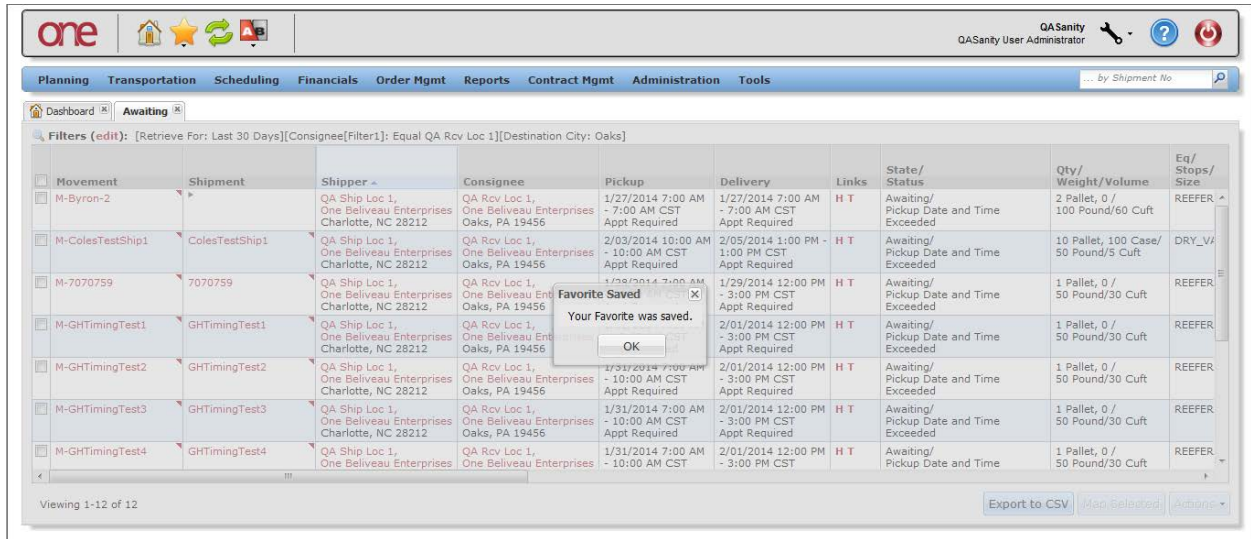 one
AB
QASanity
QASanity User Administrator
Planning Transportation Scheduling Financials Order Mgmt Reports Contract Mgmt Administration Tools
... by Shipment No
Dashboard Awaiting
Filters (edit): [Retrieve For: Last 30 Days][Consignee[Filter1]: Equal QA Rcv Loc 1][Destination City: Oaks]
Movement Shipment Shipper Consignee Pickup Delivery Links State/ Status Qty/ Weight/Volume Eq/ Stops/ Size
M-Byron-2 QA Ship Loc 1, QA Rcv Loc 1, 1/27/2014 7:00 AM 1/27/2014 7:00 AM H T Awaiting/ 2 Pallet, 0 / REEFER
One Beliveau Enterprises One Beliveau Enterprises - 7:00 AM CST - 7:00 AM CST Pickup Date and Time 100 Pound/60 Cuft
Charlotte, NC 28212 Oaks, PA 19456 Appt Required Appt Required Exceeded
M-ColesTestShip1 ColesTestShip1 QA Ship Loc 1, QA Rcv Loc 1, 2/03/2014 10:00 AM 2/05/2014 1:00 PM - H T Awaiting/ 10 Pallet, 100 Case/ DRY_VA
One Beliveau Enterprises One Beliveau Enterprises - 10:00 AM CST 1:00 PM CST Pickup Date and Time 50 Pound/5 Cuft
Charlotte, NC 28212 Oaks, PA 19456 Appt Required Appt Required Exceeded
M-7070759 7070759 QA Ship Loc 1, QA Rcv Loc 1, 1/28/2014 7:00 AM 1/29/2014 12:00 PM H T Awaiting/ 1 Pallet, 0 / REEFER
One Beliveau Enterprises One Beliveau Ent - 3:00 PM CST Pickup Date and Time 50 Pound/30 Cuft
Charlotte, NC 28212 Oaks, PA 19456 Appt Required Exceeded
Favorite Saved
Your Favorite was saved.
OK
M-GHTimingTest1 GHTimingTest1 QA Ship Loc 1, QA Rcv Loc 1, 2/01/2014 12:00 PM H T Awaiting/ 1 Pallet, 0 / REEFER
One Beliveau Enterprises One Beliveau Ent - 3:00 PM CST Pickup Date and Time 50 Pound/30 Cuft
Charlotte, NC 28212 Oaks, PA 19456 Appt Required Exceeded
M-GHTimingTest2 GHTimingTest2 QA Ship Loc 1, QA Rcv Loc 1, 1/31/2014 7:00 AM 2/01/2014 12:00 PM H T Awaiting/ 1 Pallet, 0 / REEFER
One Beliveau Enterprises One Beliveau Enterprises - 10:00 AM CST - 3:00 PM CST Pickup Date and Time 50 Pound/30 Cuft
Charlotte, NC 28212 Oaks, PA 19456 Appt Required Appt Required Exceeded
M-GHTimingTest3 GHTimingTest3 QA Ship Loc 1, QA Rcv Loc 1, 1/31/2014 7:00 AM 2/01/2014 12:00 PM H T Awaiting/ 1 Pallet, 0 / REEFER
One Beliveau Enterprises One Beliveau Enterprises - 10:00 AM CST - 3:00 PM CST Pickup Date and Time 50 Pound/30 Cuft
Charlotte, NC 28212 Oaks, PA 19456 Appt Required Appt Required Exceeded
M-GHTimingTest4 GHTimingTest4 QA Ship Loc 1, QA Rcv Loc 1, 1/31/2014 7:00 AM 2/01/2014 12:00 PM H T Awaiting/ 1 Pallet, 0 / REEFER
One Beliveau Enterprises One Beliveau Enterprises - 10:00 AM CST - 3:00 PM CST Pickup Date and Time 50 Pound/30 Cuft
Viewing 1-12 of 12 Export to CSV Map Selected Actions